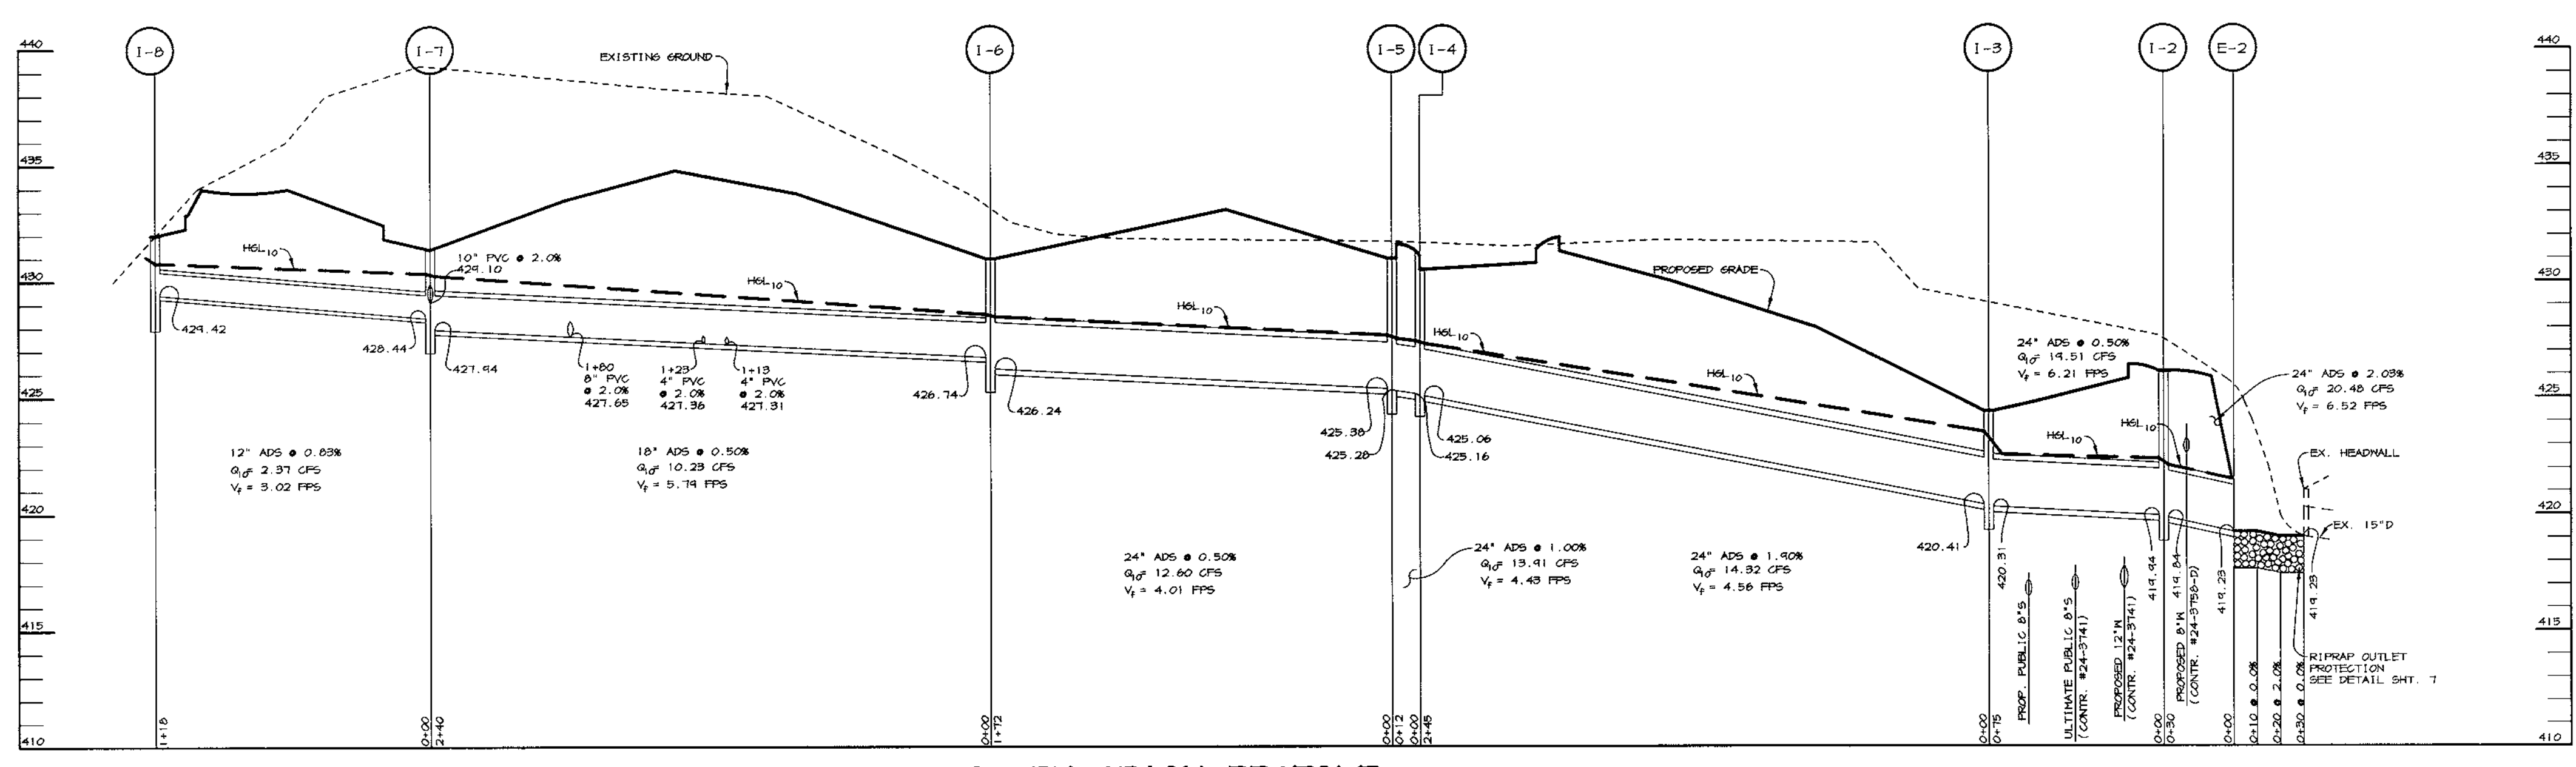 I-8
I-7
I-6
I-5
I-4
I-3
I-2
E-2
440
440
EXISTING GROUND
435
435
430
430
HGL10
10" PVC @ 2.0%
429.10
HGL10
HGL10
HGL10
PROPOSED GRADE
HGL10
HGL10
HGL10
429.42
428.44
427.94
1+80
8" PVC
@ 2.0%
427.65
1+23
4" PVC
@ 2.0%
427.36
1+13
4" PVC
@ 2.0%
427.31
426.74
426.24
425.38
425.28
425.06
425.16
24" ADS @ 0.50%
Q10= 19.51 CFS
Vf = 6.21 FPS
24" ADS @ 2.03%
Q10= 20.48 CFS
Vf = 6.52 FPS
425
425
12" ADS @ 0.83%
Q10= 2.37 CFS
Vf = 3.02 FPS
18" ADS @ 0.50%
Q10= 10.23 CFS
Vf = 5.79 FPS
24" ADS @ 0.50%
Q10= 12.60 CFS
Vf = 4.01 FPS
24" ADS @ 1.00%
Q10= 13.91 CFS
Vf = 4.43 FPS
24" ADS @ 1.90%
Q10= 14.32 CFS
Vf = 4.56 FPS
EX. HEADWALL
EX. 15"D
420
420
420.41
420.31
419.94
419.84
419.23
419.23
PROP. PUBLIC 8"S
ULTIMATE PUBLIC 8"S
(CONTR. #24-3741)
PROPOSED 12"W
(CONTR. #24-3741)
PROPOSED 8"W
(CONTR. #24-3758-D)
RIPRAP OUTLET
PROTECTION
SEE DETAIL SHT. 7
415
415
410
410
1+18
0+00
2+40
0+00
1+72
0+00
0+12
0+00
2+45
0+00
0+75
0+00
0+30
0+00
0+10 @ 0.0%
0+20 @ 2.0%
0+30 @ 0.0%